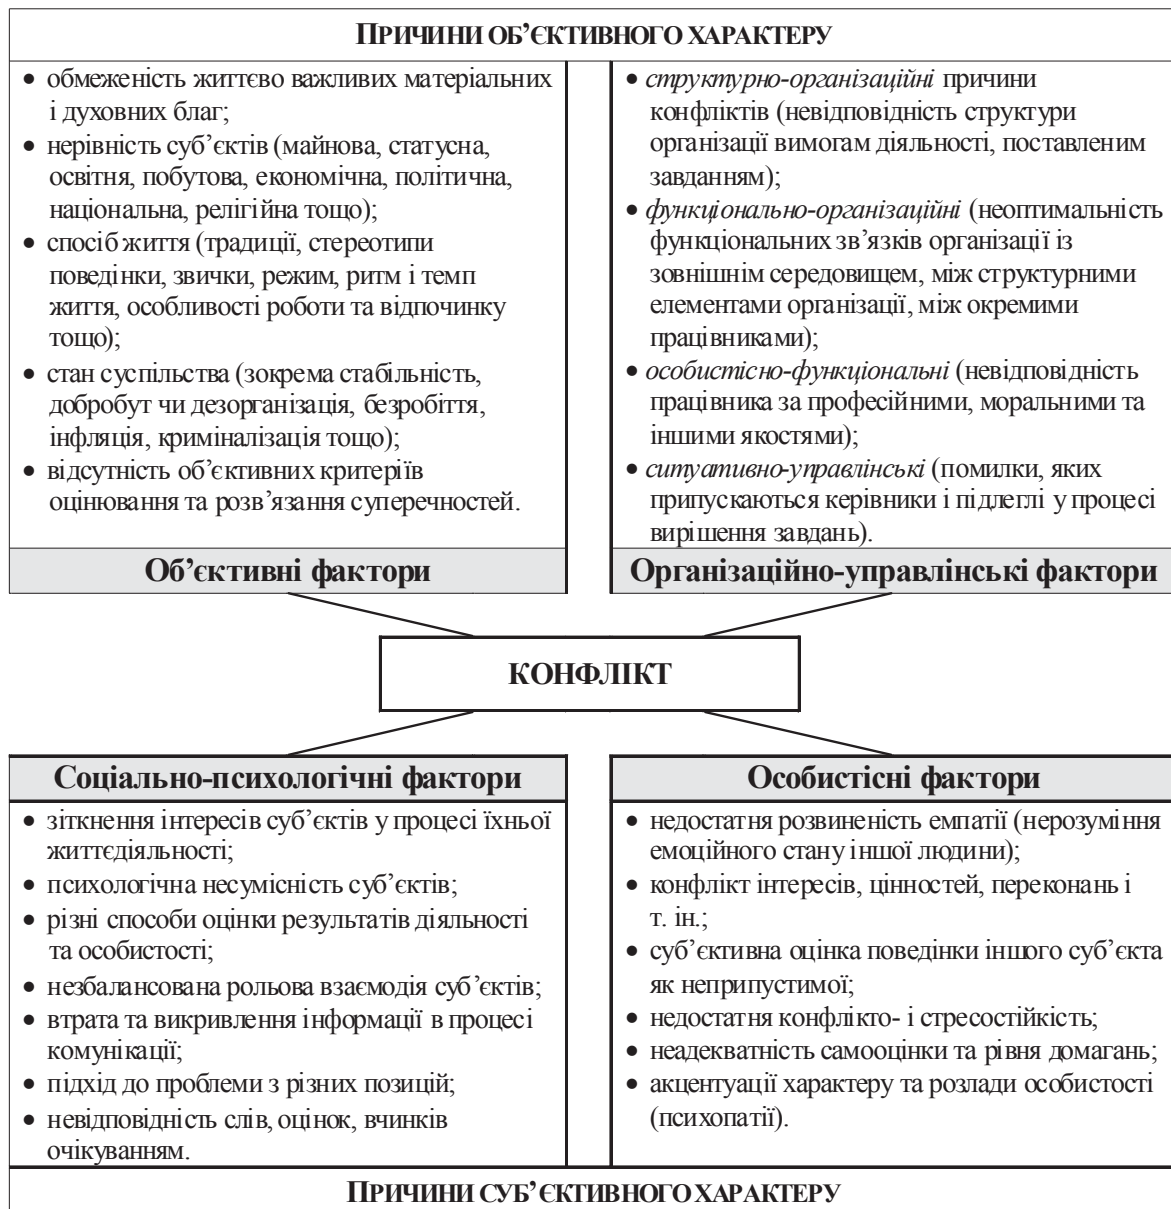 ПРИЧИНИ ОБ’ЄКТИВНОГО ХАРАКТЕРУ
• обмеженість життєво важливих матеріальних
і духовних благ;
• нерівність суб’єктів (майнова, статусна,
освітня, побутова, економічна, політична,
національна, релігійна тощо);
• спосіб життя (традиції, стереотипи
поведінки, звички, режим, ритм і темп
життя, особливості роботи та відпочинку
тощо);
• стан суспільства (зокрема стабільність,
добробут чи дезорганізація, безробіття,
інфляція, криміналізація тощо);
• відсутність об’єктивних критеріїв
оцінювання та розв’язання суперечностей.
Об’єктивні фактори
• структурно-організаційні причини
конфліктів (невідповідність структури
організації вимогам діяльності, поставленим
завданням);
• функціонально-організаційні (неоптимальність
функціональних зв’язків організації із
зовнішнім середовищем, між структурними
елементами організації, між окремими
працівниками);
• особистісно-функціональні (невідповідність
працівника за професійними, моральними та
іншими якостями);
• ситуативно-управлінські (помилки, яких
припускаються керівники і підлеглі у процесі
вирішення завдань).
Організаційно-управлінські фактори
КОНФЛІКТ
Соціально-психологічні фактори
• зіткнення інтересів суб’єктів у процесі їхньої
життєдіяльності;
• психологічна несумісність суб’єктів;
• різні способи оцінки результатів діяльності
та особистості;
• незбалансована рольова взаємодія суб’єктів;
• втрата та викривлення інформації в процесі
комунікації;
• підхід до проблеми з різних позицій;
• невідповідність слів, оцінок, вчинків
очікуванням.
Особистісні фактори
• недостатня розвиненість емпатії (нерозуміння
емоційного стану іншої людини);
• конфлікт інтересів, цінностей, переконань і
т. ін.;
• суб’єктивна оцінка поведінки іншого суб’єкта
як неприпустимої;
• недостатня конфлікто- і стресостійкість;
• неадекватність самооцінки та рівня домагань;
• акцентуації характеру та розлади особистості
(психопатії).
ПРИЧИНИ СУБ’ЄКТИВНОГО ХАРАКТЕРУ